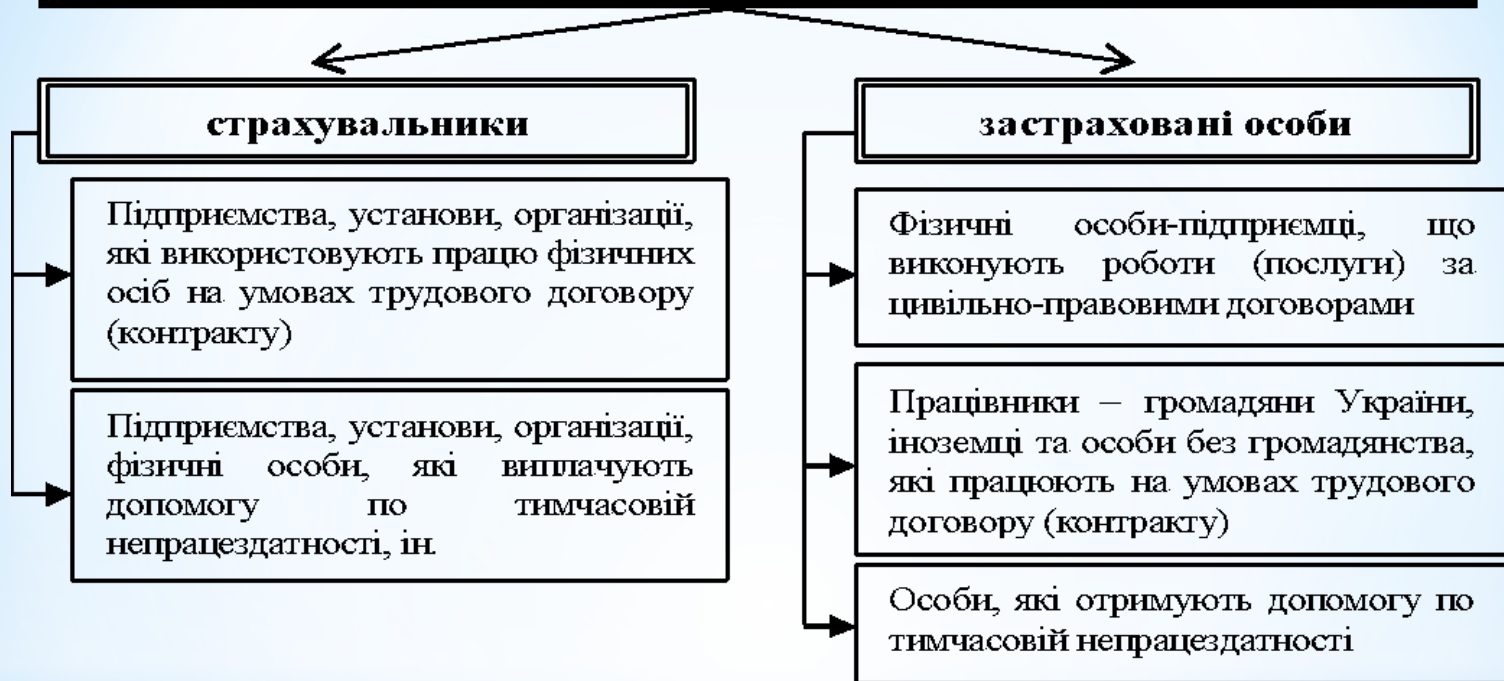 страхувальники
Підприємства, установи, організації,
які використовують працю фізичних
осіб на умовах трудового договору
(контракту)
Підприємства, установи, організації,
фізичні особи, які виплачують
допомогу по тимчасовій
непрацездатності, ін.
застраховані особи
Фізичні особи-підприємці, що
виконують роботи (послуги) за
цивільно-правовими договорами
Працівники – громадяни України,
іноземці та особи без громадянства,
які працюють на умовах трудового
договору (контракту)
Особи, які отримують допомогу по
тимчасовій непрацездатності